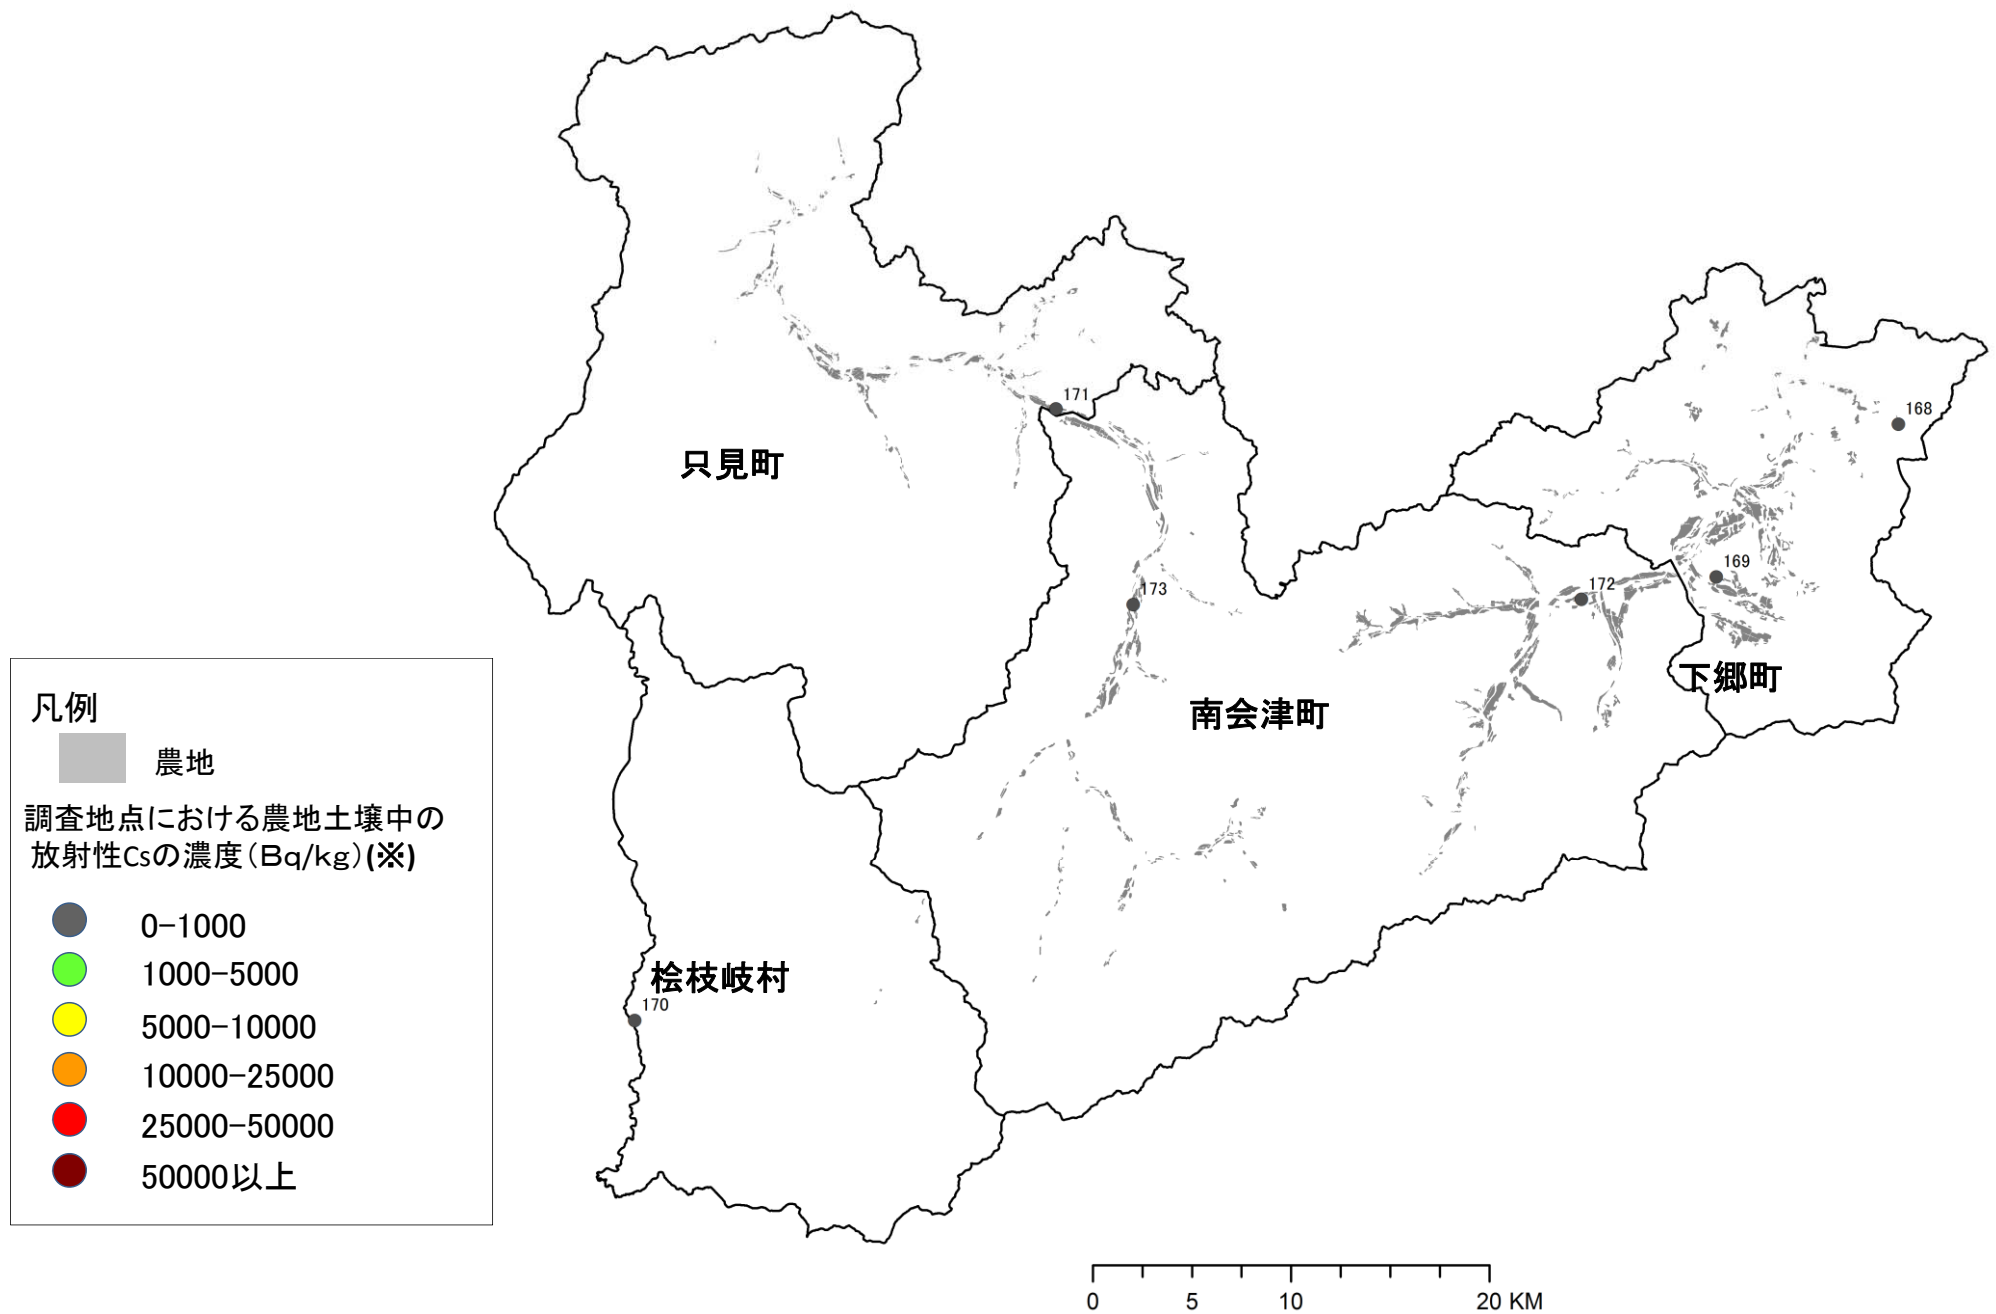 171
168
只見町
169
172
173
下郷町
南会津町
凡例
農地
調査地点における農地土壌中の
放射性Csの濃度（Bq/kg）(※)
0-1000
1000-5000
5000-10000
10000-25000
25000-50000
50000以上
桧枝岐村
170
0 5 10 20 KM